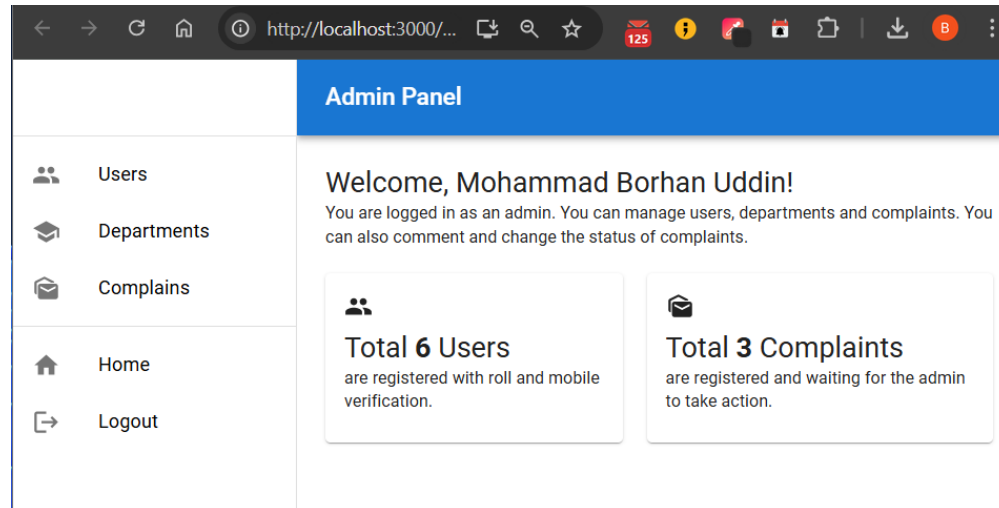 http://localhost:3000/...
125
B
Admin Panel
Users
Departments
Complains
Home
Logout
Welcome, Mohammad Borhan Uddin!
You are logged in as an admin. You can manage users, departments and complaints. You
can also comment and change the status of complaints.
Total 6 Users
are registered with roll and mobile
verification.
Total 3 Complaints
are registered and waiting for the admin
to take action.